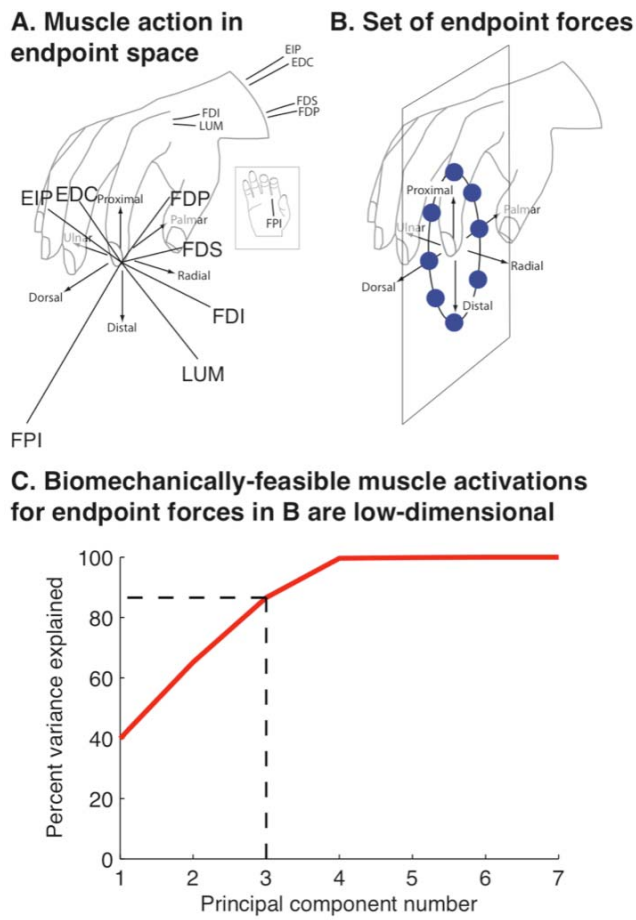 A. Muscle action in
endpoint space
EIP
EDC
FDS
FDP
FDI
LUM
EIP EDC Proximal FDP
Palmar
FPI
Ulnar
FDS
Radial
Dorsal
FDI
Distal
LUM
FPI
B. Set of endpoint forces
Proximal
Palmar
Ulnar
Radial
Dorsal
Distal
C. Biomechanically-feasible muscle activations
for endpoint forces in B are low-dimensional
Percent variance explained
100
80
60
40
20
0
1 2 3 4 5 6 7
Principal component number